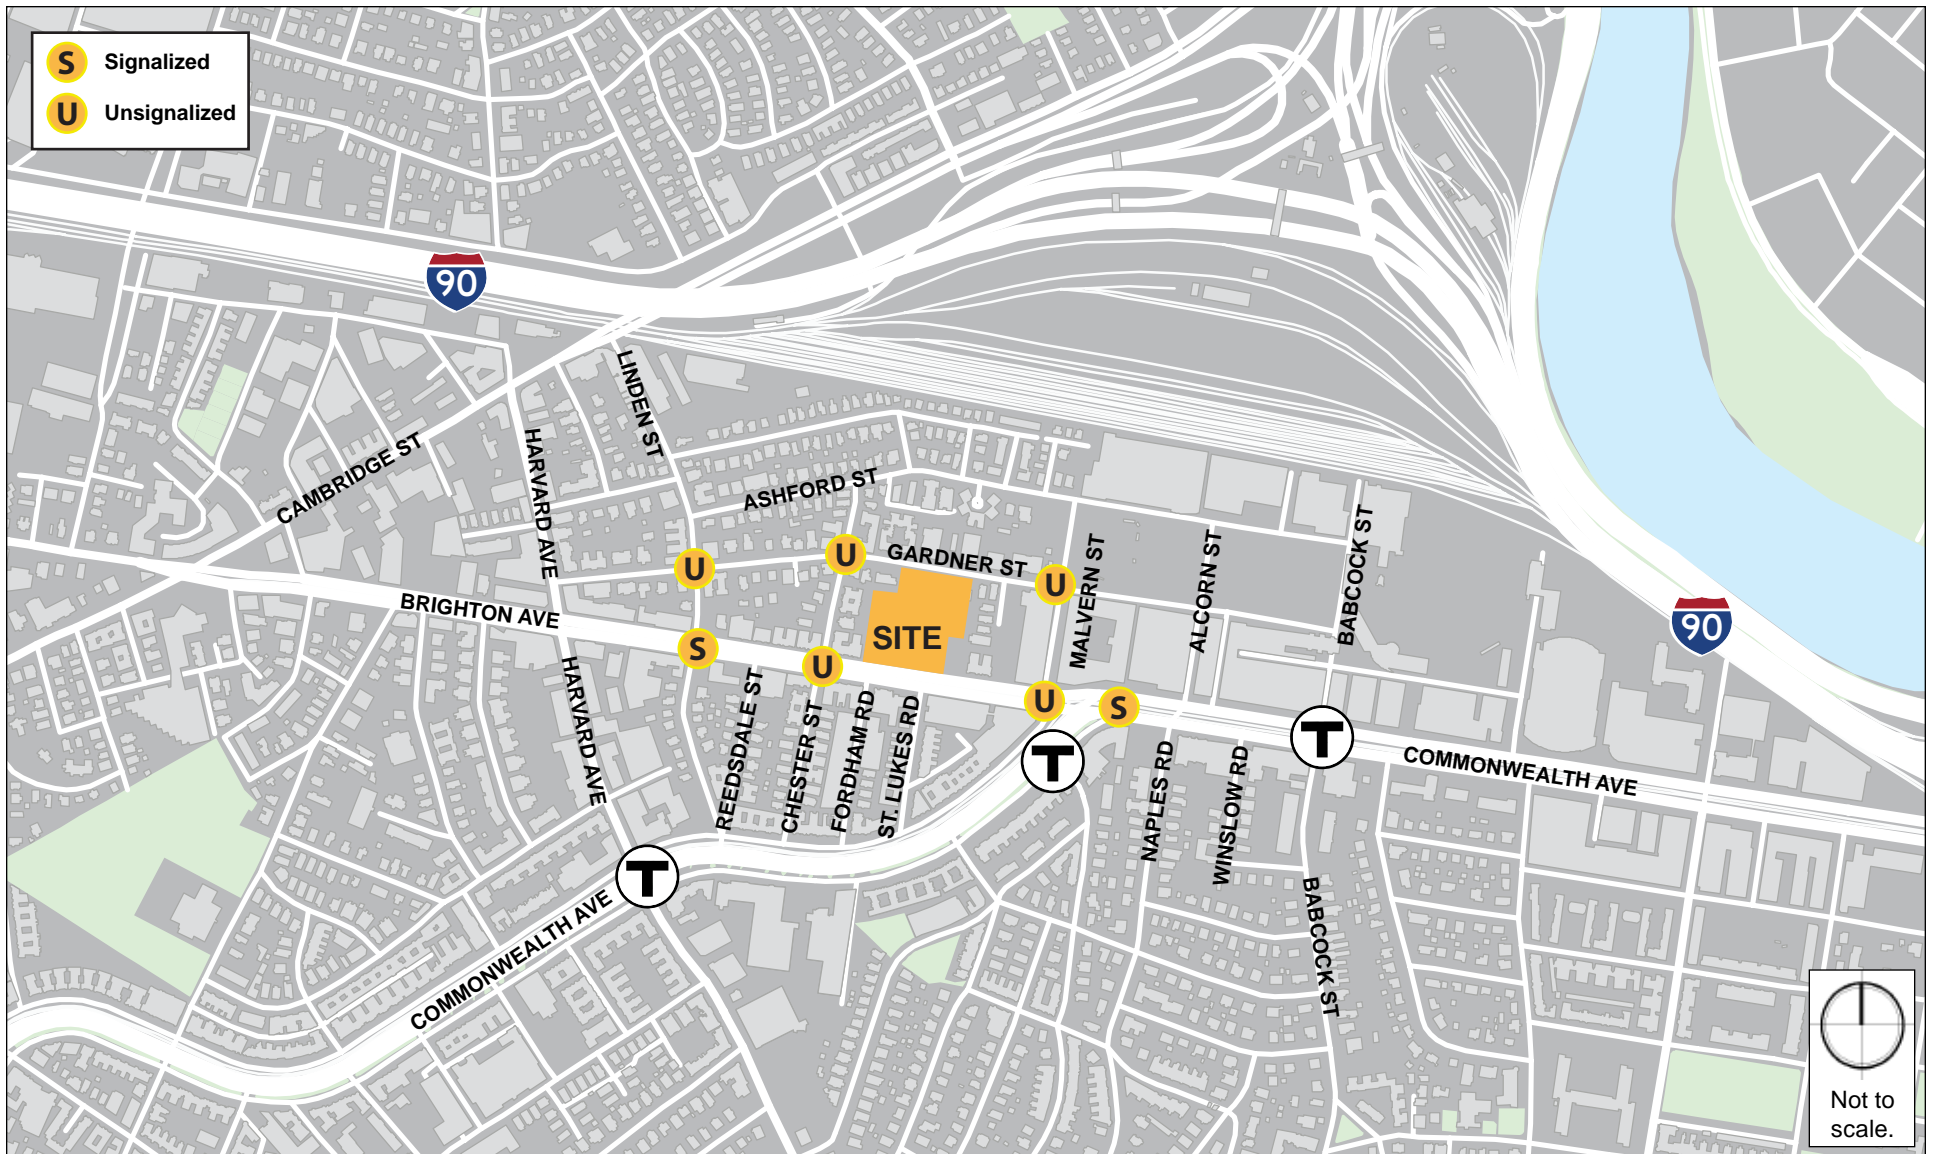 S Signalized
U Unsignalized
90
LINDEN ST
CAMBRIDGE ST
HARVARD AVE
ASHFORD ST
BABCOCK ST
U
U
GARDNER ST
U
MALVERN ST
ALCORN ST
90
BRIGHTON AVE
S
U
SITE
HARVARD AVE
REEDSDALE ST
CHESTER ST
FORDHAM RD
ST. LUKES RD
U
S
T
T
NAPLES RD
WINSLOW RD
COMMONWEALTH AVE
T
COMMONWEALTH AVE
BABCOCK ST
Not to
scale.